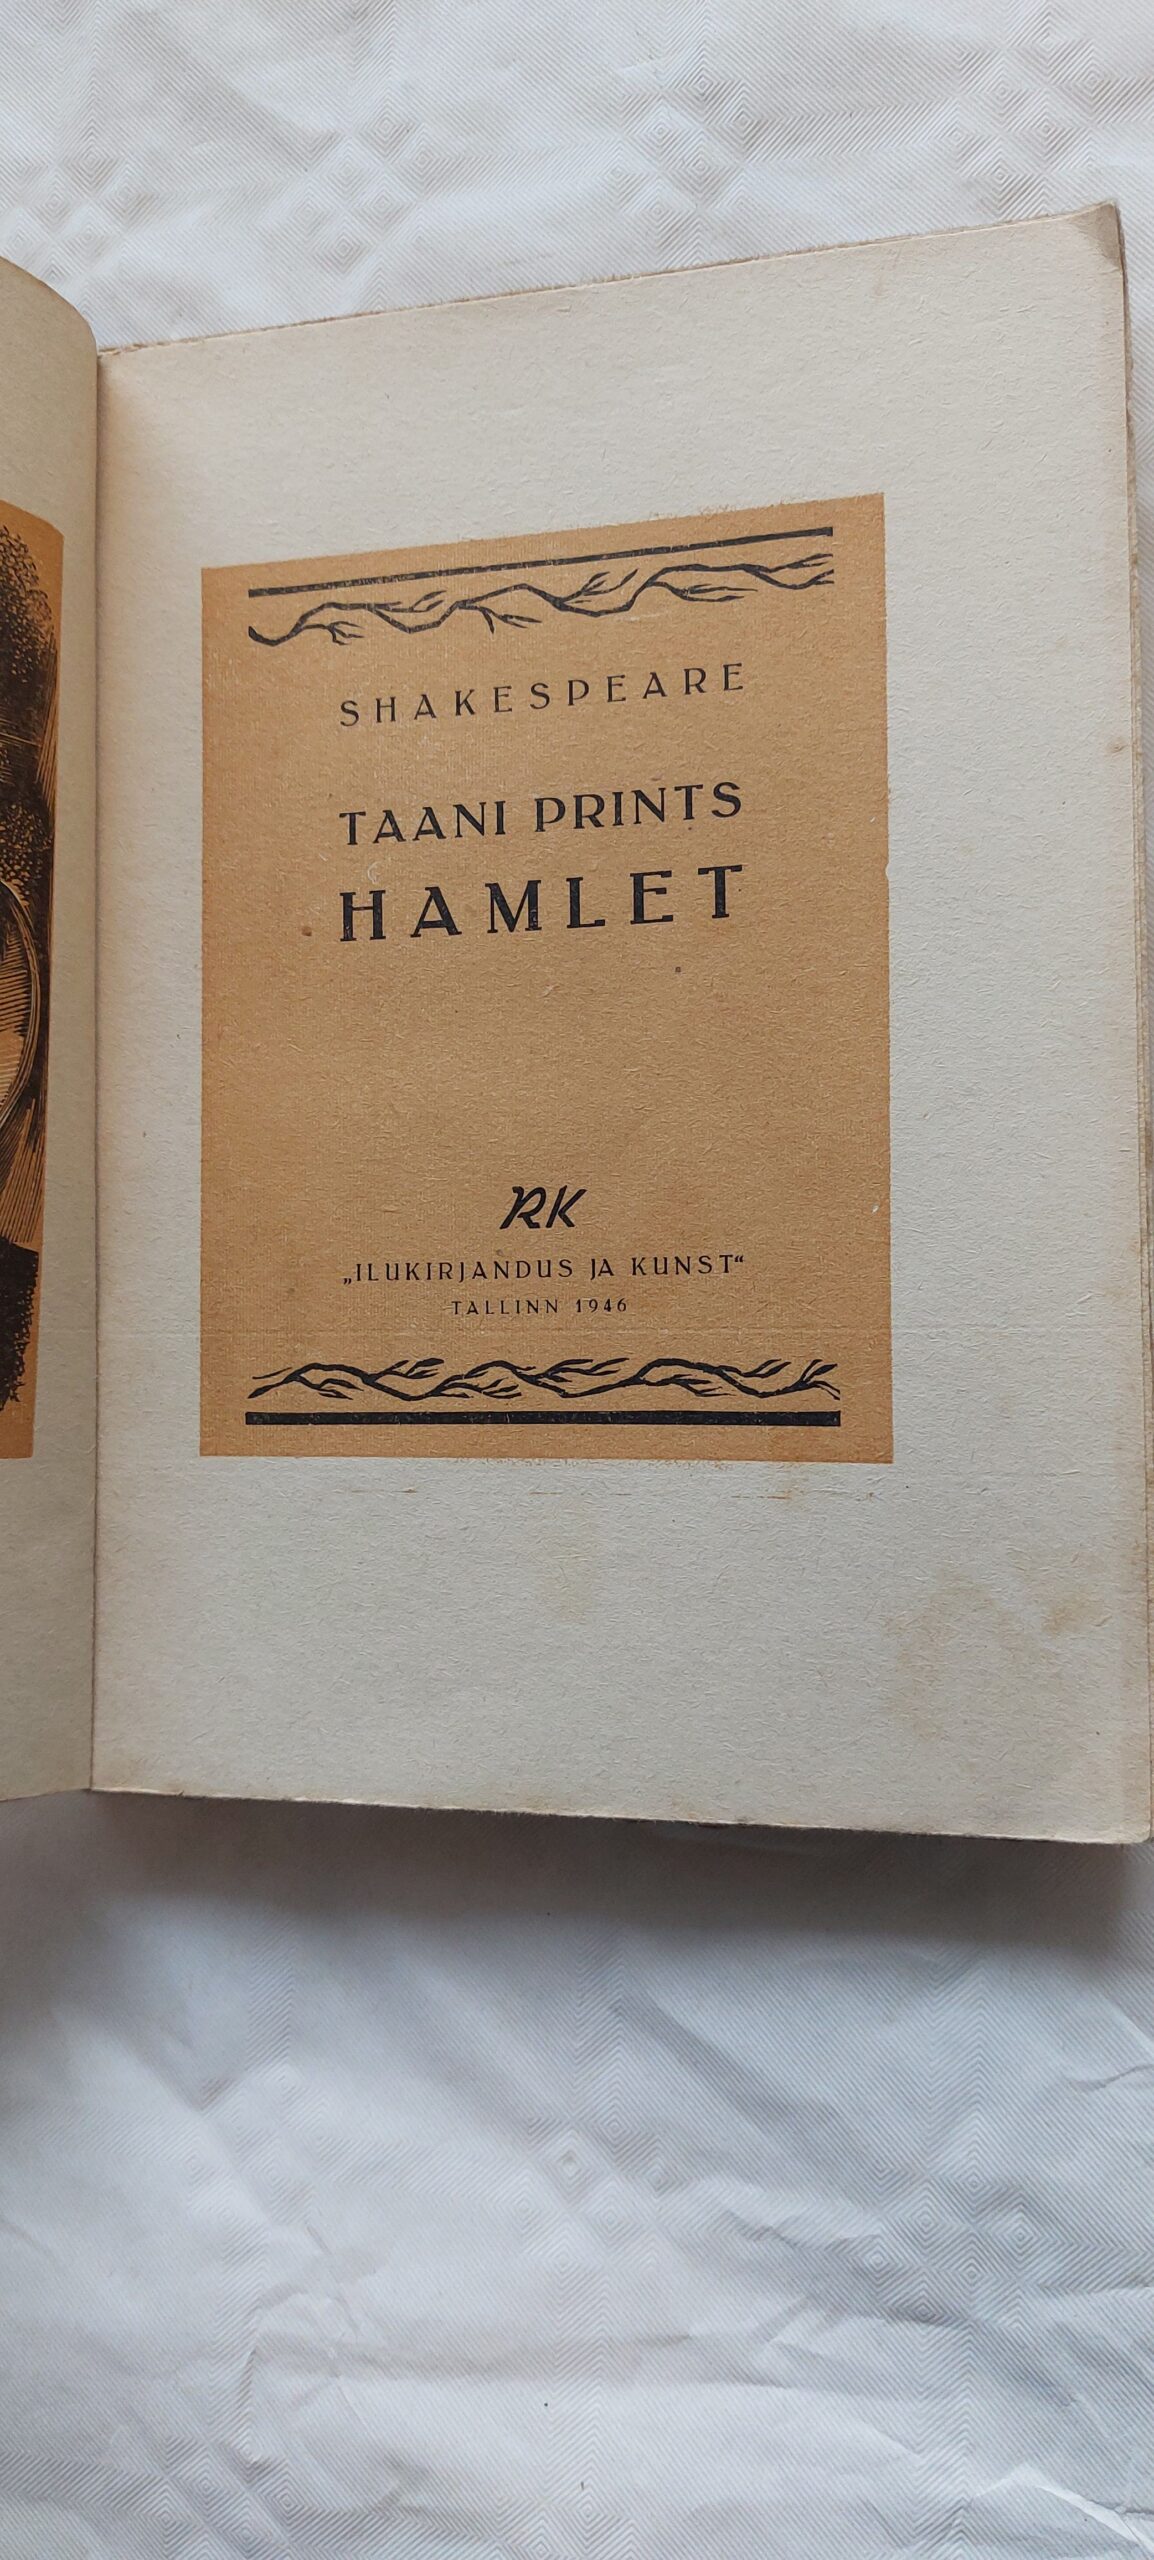 SHAKESPEARE
TAANI PRINTS
HAMLET
RK
„ILUKIRJANDUS JA KUNST“
TALLINN 1946